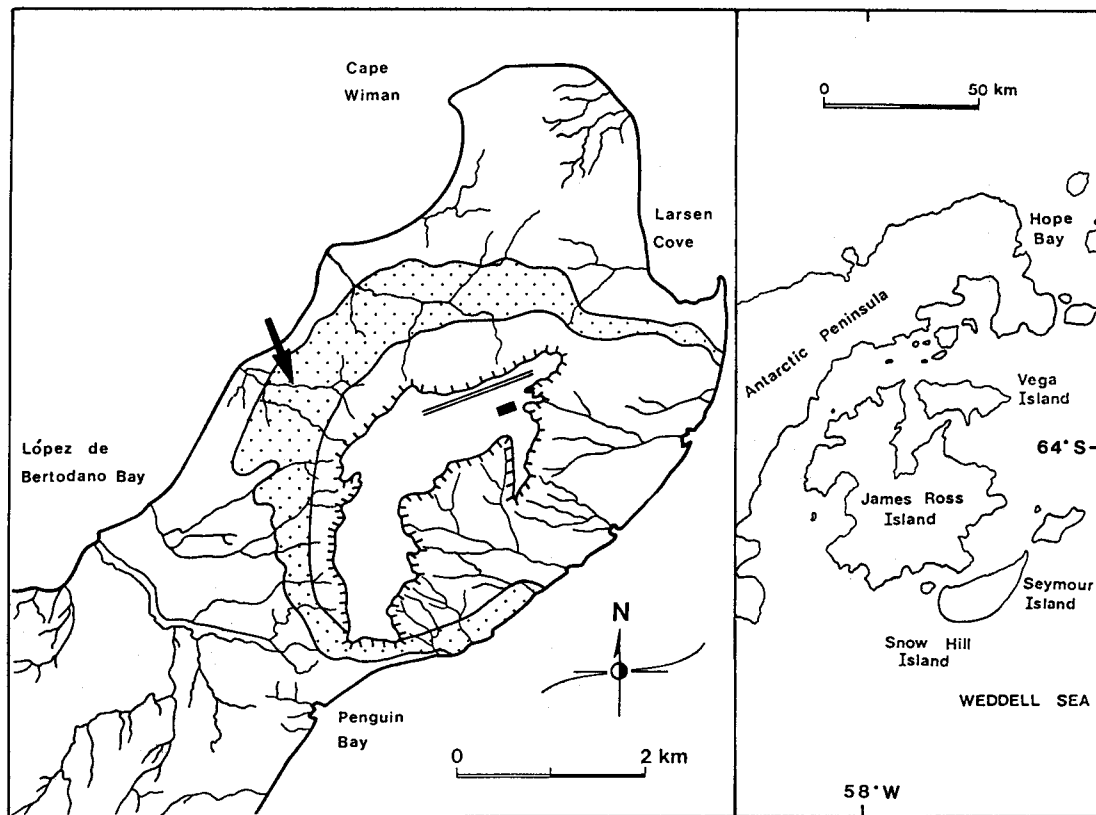 Cape
Wiman
Larsen
Cove
López de
Bertodano Bay
Penguin
Bay
N
0 2 km
0 50 km
Hope
Bay
Antarctic Peninsula
Vega
Island
64°S
James Ross
Island
Seymour
Island
Snow Hill
Island
WEDDELL SEA
58°W